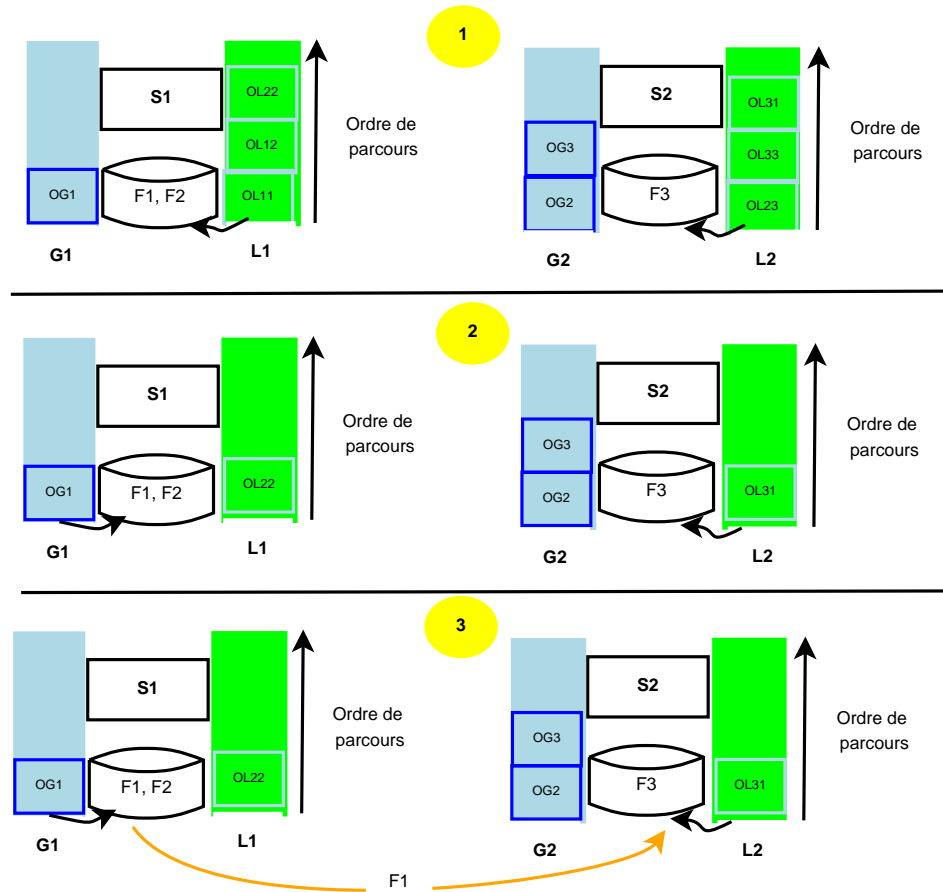 1
S1
OL22
OL12
OL11
OG1
F1, F2
Ordre de
parcours
G1
L1
S2
OL31
OL33
OL23
OG3
OG2
F3
Ordre de
parcours
G2
L2
2
S1
OG1
F1, F2
OL22
Ordre de
parcours
G1
L1
S2
OG3
OG2
F3
OL31
Ordre de
parcours
G2
L2
3
S1
OG1
F1, F2
OL22
Ordre de
parcours
G1
L1
S2
OG3
OG2
F3
OL31
Ordre de
parcours
G2
L2
F1